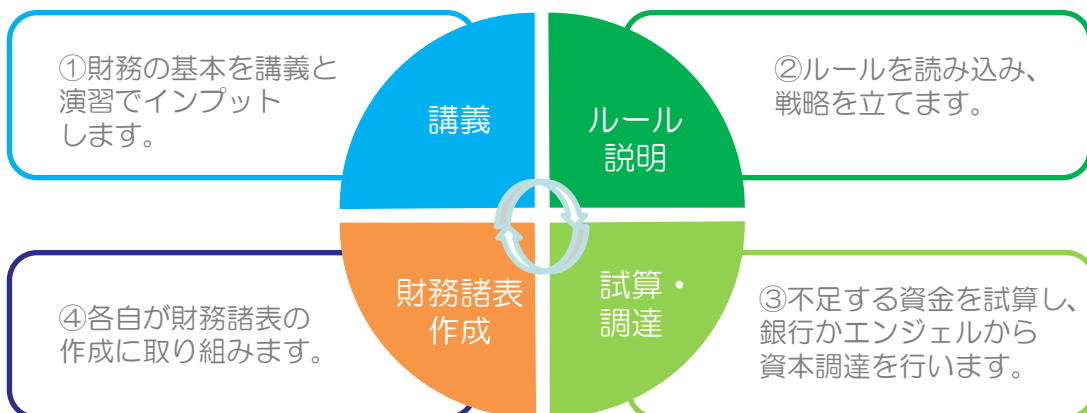 ①財務の基本を講義と
演習でインプット
します。
講義
ルール
説明
②ルールを読み込み、
戦略を立てます。
④各自が財務諸表の
作成に取り組みます。
財務諸表
作成
試算・
調達
③不足する資金を試算し、
銀行かエンジェルから
資本調達を行います。